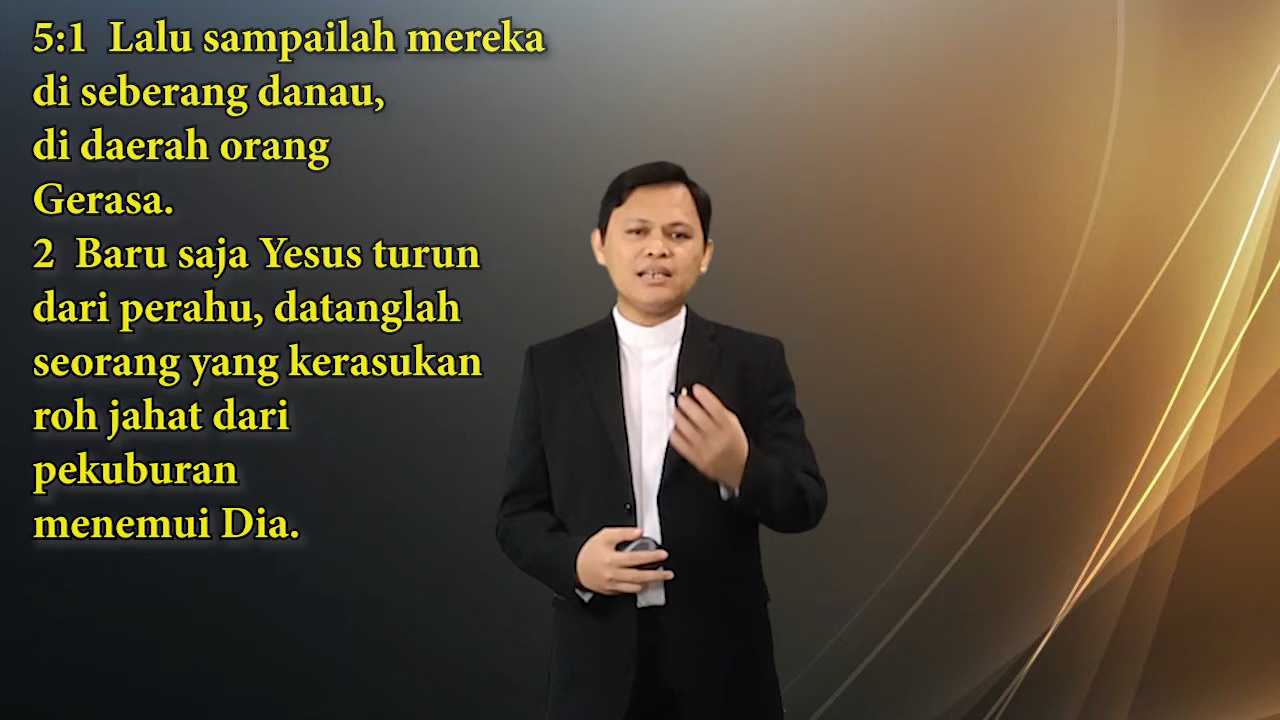 5:1 Lalu sampailah mereka
di seberang danau,
di daerah orang
Gerasa.
2 Baru saja Yesus turun
dari perahu, datanglah
seorang yang kerasukan
roh jahat dari
pekuburan
menemui Dia.